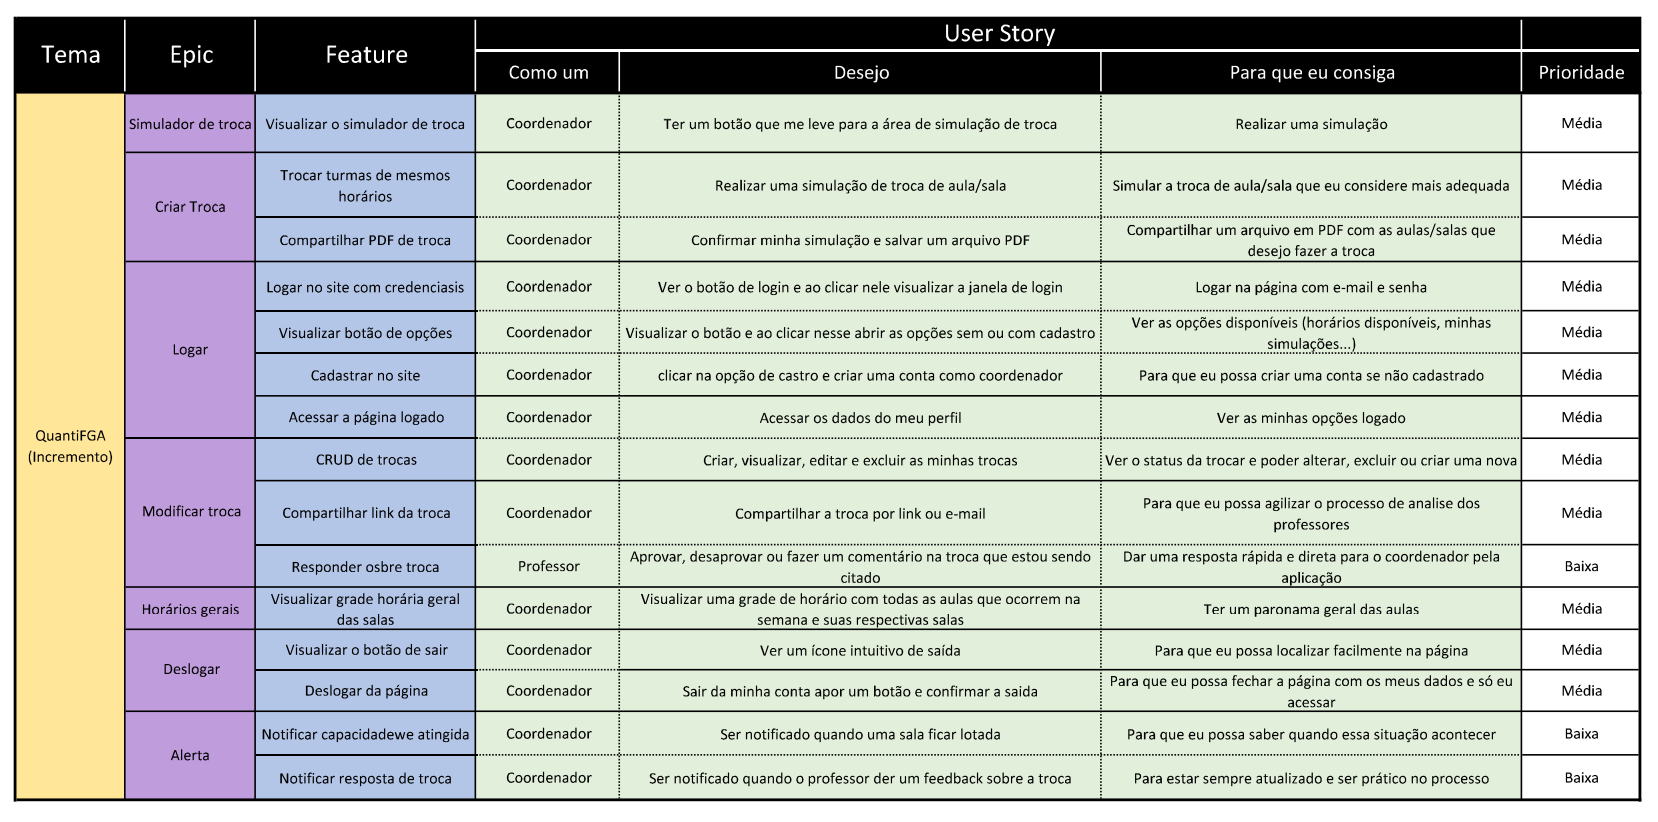 Tema
Epic
Feature
User Story
Como um
Desejo
Para que eu consiga
Prioridade
QuantiFGA
(Incremento)
Simulador de troca
Visualizar o simulador de troca
Coordenador
Ter um botão que me leve para a área de simulação de troca
Realizar uma simulação
Média
Criar Troca
Trocar turmas de mesmos
horários
Coordenador
Realizar uma simulação de troca de aula/sala
Simular a troca de aula/sala que eu considere mais adequada
Média
Compartilhar PDF de troca
Coordenador
Confirmar minha simulação e salvar um arquivo PDF
Compartilhar um arquivo em PDF com as aulas/salas que
desejo fazer a troca
Média
Logar
Logar no site com credenciasis
Coordenador
Ver o botão de login e ao clicar nele visualizar a janela de login
Logar na página com e-mail e senha
Média
Visualizar botão de opções
Coordenador
Visualizar o botão e ao clicar nesse abrir as opções sem ou com cadastro
Ver as opções disponíveis (horários disponíveis, minhas
simulações...)
Média
Cadastrar no site
Coordenador
clicar na opção de castro e criar uma conta como coordenador
Para que eu possa criar uma conta se não cadastrado
Média
Acessar a página logado
Coordenador
Acessar os dados do meu perfil
Ver as minhas opções logado
Média
Modificar troca
CRUD de trocas
Coordenador
Criar, visualizar, editar e excluir as minhas trocas
Ver o status da trocar e poder alterar, excluir ou criar uma nova
Média
Compartilhar link da troca
Coordenador
Compartilhar a troca por link ou e-mail
Para que eu possa agilizar o processo de analise dos
professores
Média
Responder osbre troca
Professor
Aprovar, desaprovar ou fazer um comentário na troca que estou sendo
citado
Dar uma resposta rápida e direta para o coordenador pela
aplicação
Baixa
Horários gerais
Visualizar grade horária geral
das salas
Coordenador
Visualizar uma grade de horário com todas as aulas que ocorrem na
semana e suas respectivas salas
Ter um paronama geral das aulas
Média
Deslogar
Visualizar o botão de sair
Coordenador
Ver um ícone intuitivo de saída
Para que eu possa localizar facilmente na página
Média
Deslogar da página
Coordenador
Sair da minha conta apor um botão e confirmar a saida
Para que eu possa fechar a página com os meus dados e só eu
acessar
Média
Alerta
Notificar capacidadewe atingida
Coordenador
Ser notificado quando uma sala ficar lotada
Para que eu possa saber quando essa situação acontecer
Baixa
Notificar resposta de troca
Coordenador
Ser notificado quando o professor der um feedback sobre a troca
Para estar sempre atualizado e ser prático no processo
Baixa